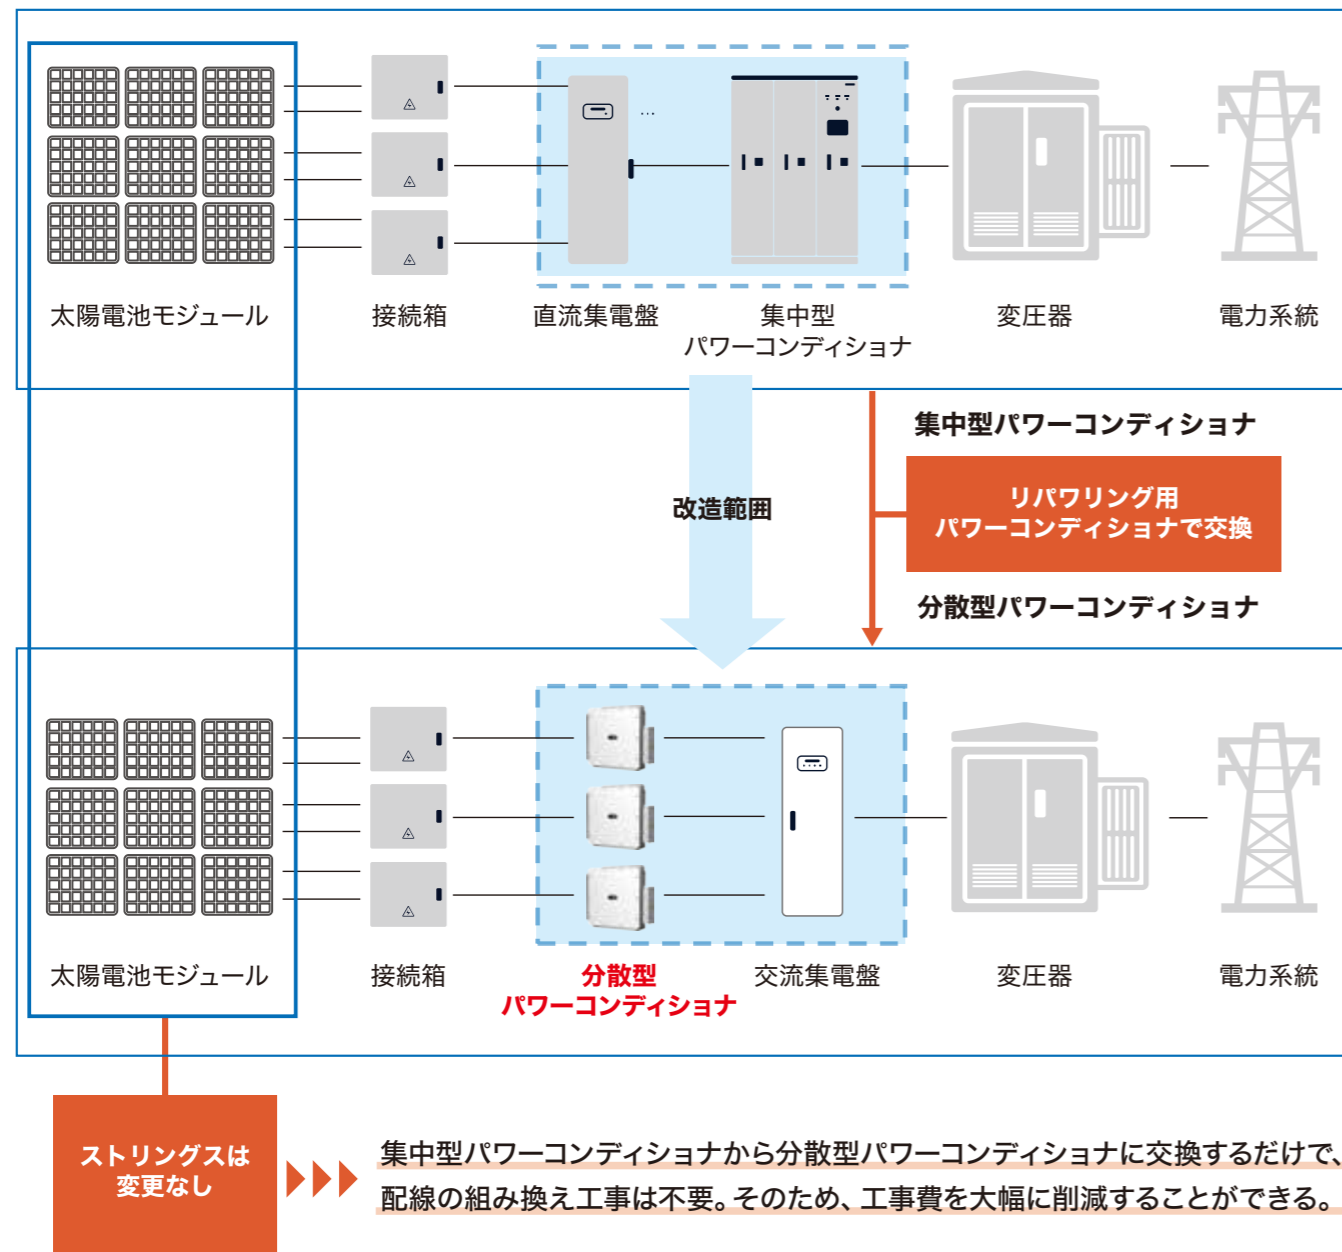 太陽電池モジュール
接続箱
直流集電盤
集中型
パワーコンディショナ
変圧器
電力系統
改造範囲
集中型パワーコンディショナ
リパワリング用
パワーコンディショナで交換
分散型パワーコンディショナ
太陽電池モジュール
接続箱
分散型
パワーコンディショナ
交流集電盤
変圧器
電力系統
ストリングスは
変更なし
集中型パワーコンディショナから分散型パワーコンディショナに交換するだけで、
配線の組み換え工事は不要。そのため、工事費を大幅に削減することができる。